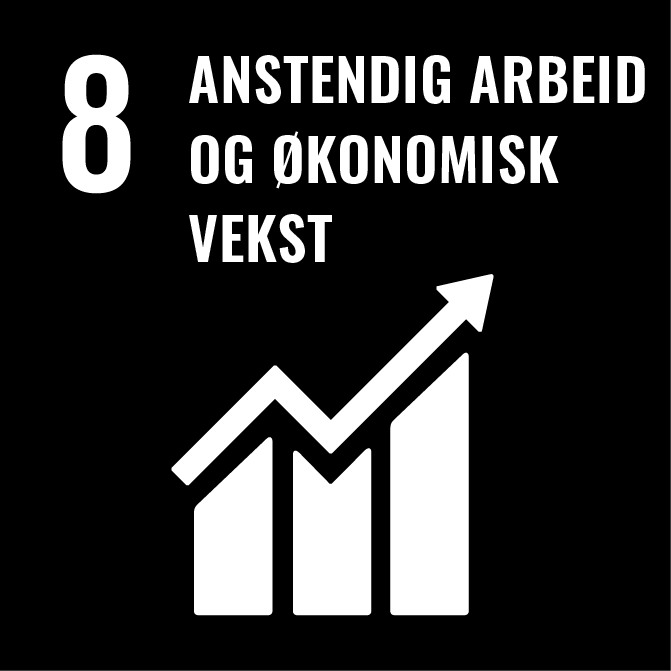 8
ANSTENDIG ARBEID
OG ØKONOMISK
VEKST